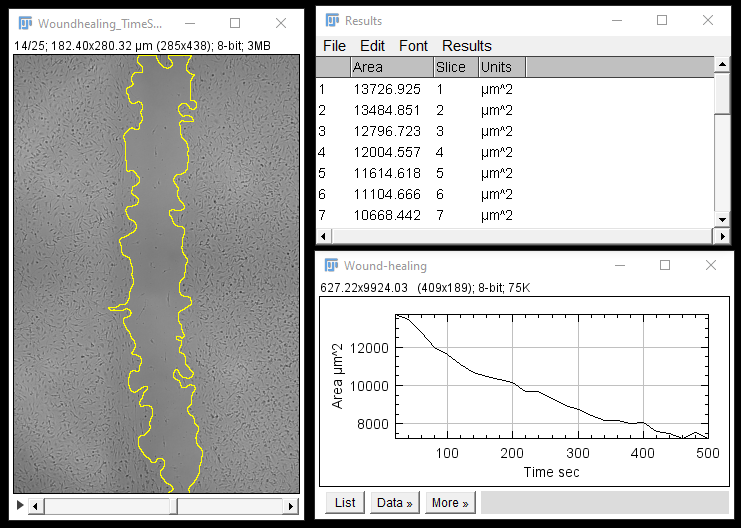 Woundhealing_TimeS...
14/25; 182.40x280.32 µm (285x438); 8-bit; 3MB
Results
File Edit Font Results
Area Slice Units
1 13726.925 1 µm^2
2 13484.851 2 µm^2
3 12796.723 3 µm^2
4 12004.557 4 µm^2
5 11614.618 5 µm^2
6 11104.666 6 µm^2
7 10668.442 7 µm^2
Wound-healing
627.22x9924.03 (409x189); 8-bit; 75K
Area µm^2
12000
10000
8000
100 200 300 400 500
Time sec
List Data » More »